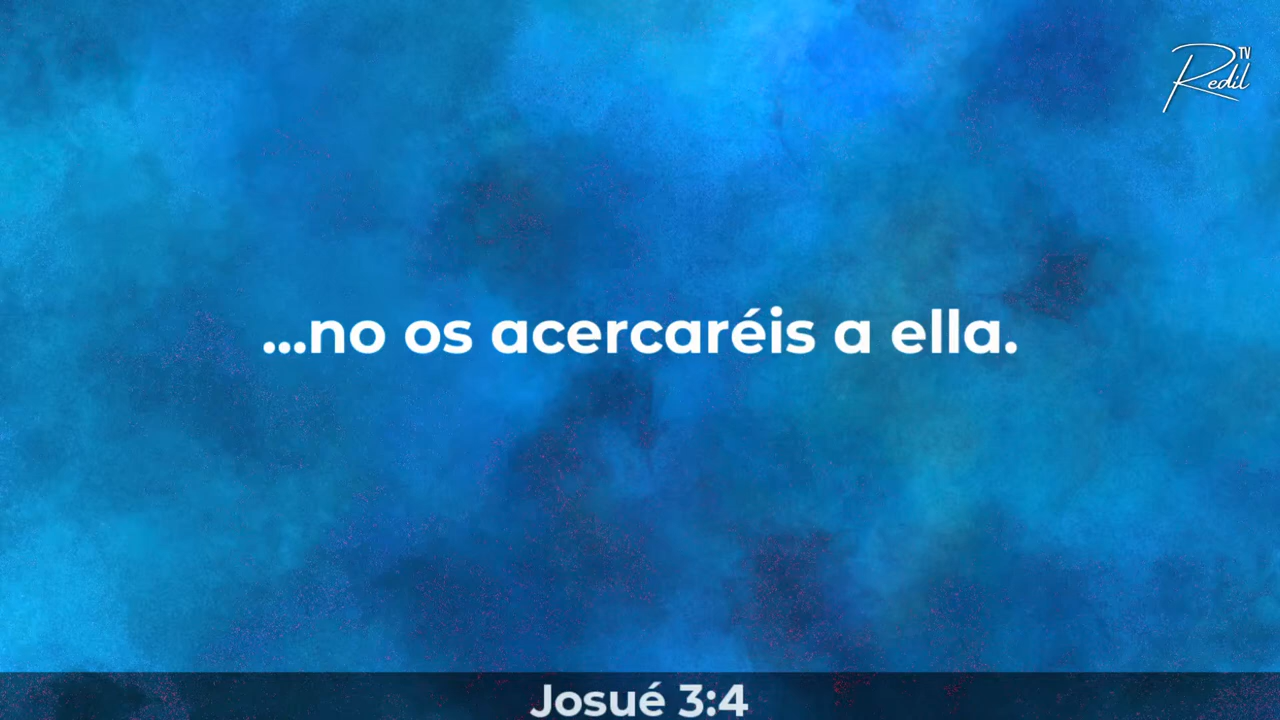 TV
Redil
...no os acercaréis a ella.
Josué 3:4